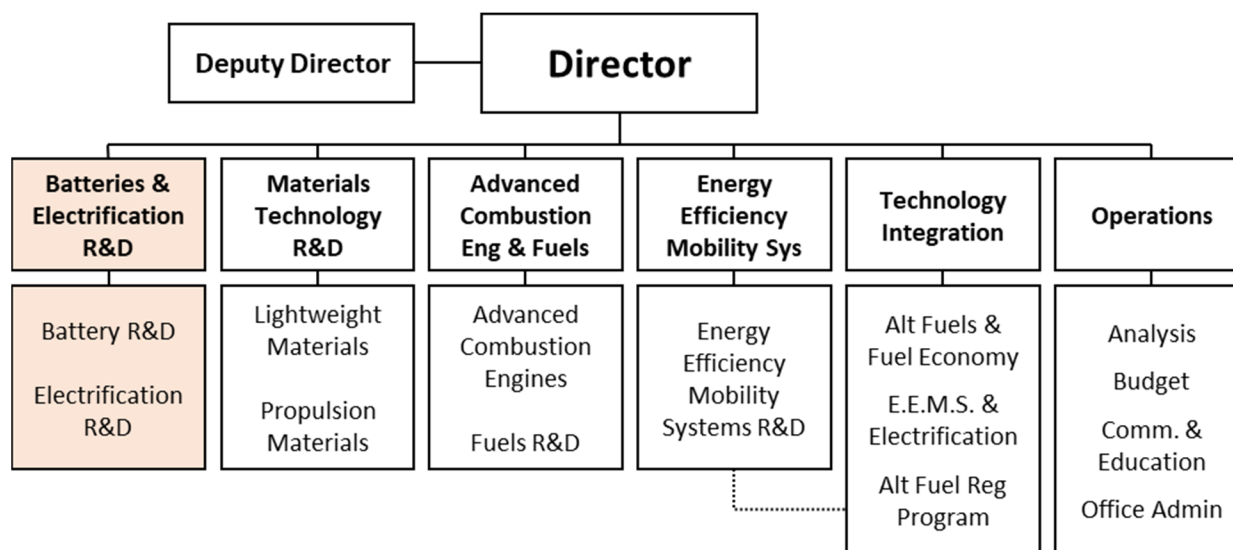 Deputy Director
Director
Batteries &
Electrification
R&D
Materials
Technology
R&D
Advanced
Combustion
Eng & Fuels
Energy
Efficiency
Mobility Sys
Technology
Integration
Operations
Battery R&D
Electrification
R&D
Lightweight
Materials
Propulsion
Materials
Advanced
Combustion
Engines
Fuels R&D
Energy
Efficiency
Mobility
Systems R&D
Alt Fuels &
Fuel Economy
E.E.M.S. &
Electrification
Alt Fuel Reg
Program
Analysis
Budget
Comm. &
Education
Office Admin